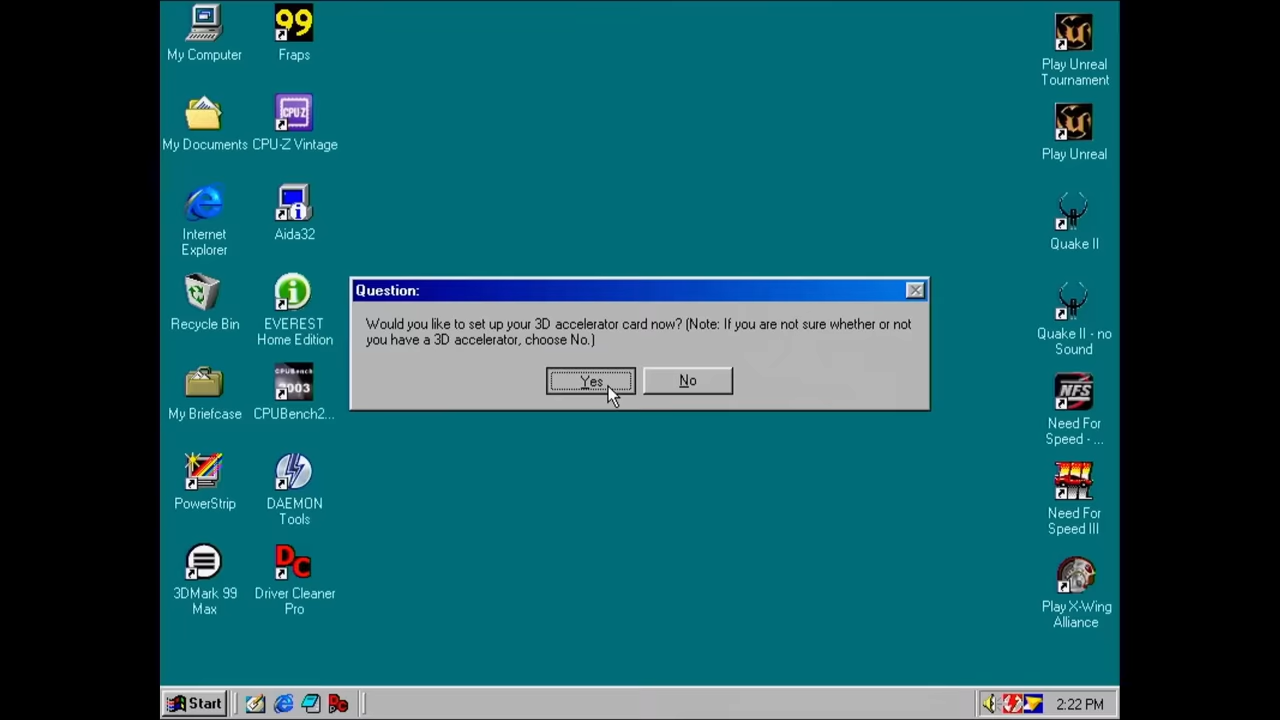 My Computer
Fraps
My Documents
CPU-Z Vintage
Internet
Explorer
Aida32
Recycle Bin
EVEREST
Home Edition
My Briefcase
CPUBench2...
PowerStrip
DAEMON
Tools
3DMark 99
Max
Driver Cleaner
Pro
99
CPU-Z
CPUBench
2003
DC
Question:
Would you like to set up your 3D accelerator card now? (Note: If you are not sure whether or not
you have a 3D accelerator, choose No.)
Yes
No
Play Unreal
Tournament
Play Unreal
Quake II
Quake II - no
Sound
NFS
Need For
Speed - ...
Need For
Speed III
Play X-Wing
Alliance
Start
2:22 PM